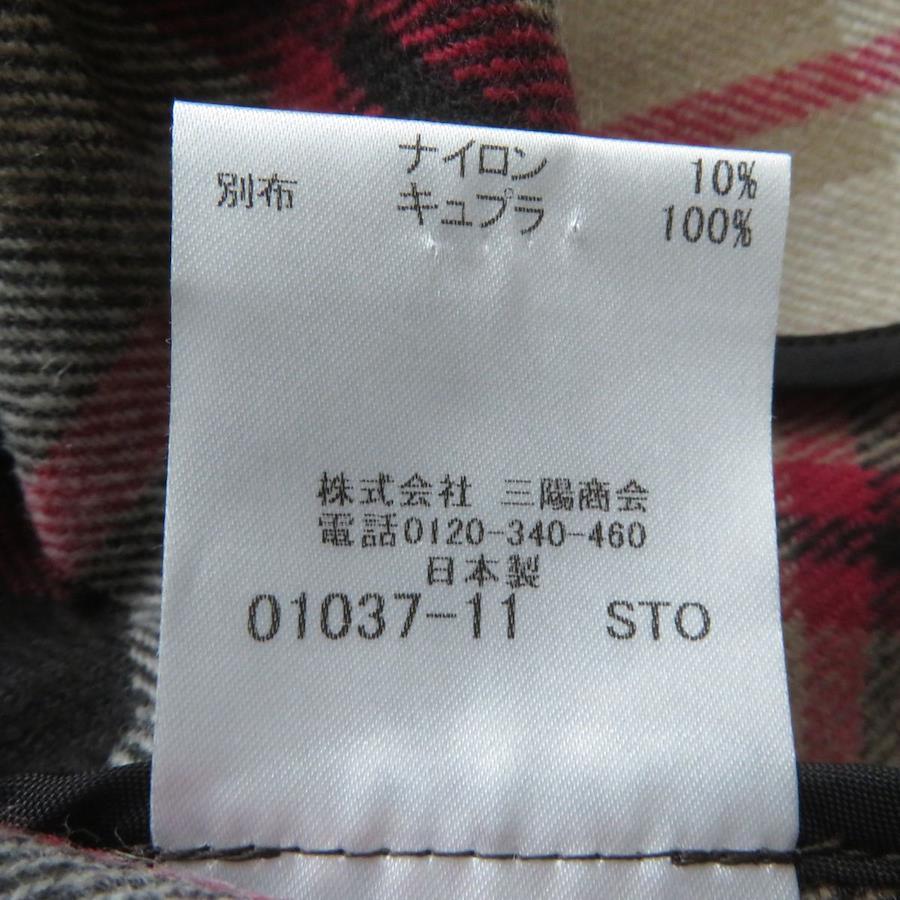 ナイロン 10%
別布 キュプラ 100%
株式会社 三陽商会
電話0120-340-460
日本製
01037-11 STO